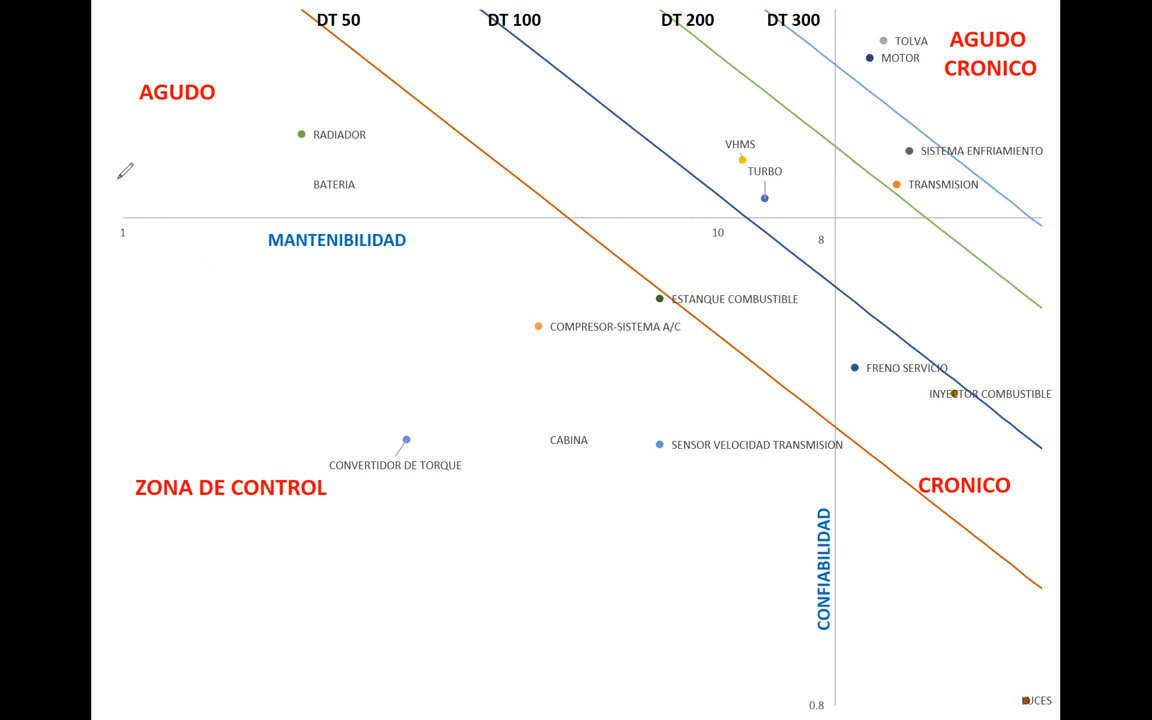 DT 50
DT 100
DT 200
DT 300
TOLVA
AGUDO
CRONICO
MOTOR
AGUDO
RADIADOR
VHMS
SISTEMA ENFRIAMIENTO
TURBO
BATERIA
TRANSMISION
1
MANTENIBILIDAD
10
8
ESTANQUE COMBUSTIBLE
COMPRESOR-SISTEMA A/C
FRENO SERVICIO
INYECTOR COMBUSTIBLE
CABINA
SENSOR VELOCIDAD TRANSMISION
CONVERTIDOR DE TORQUE
ZONA DE CONTROL
CRONICO
CONFIABILIDAD
LUCES
0.8